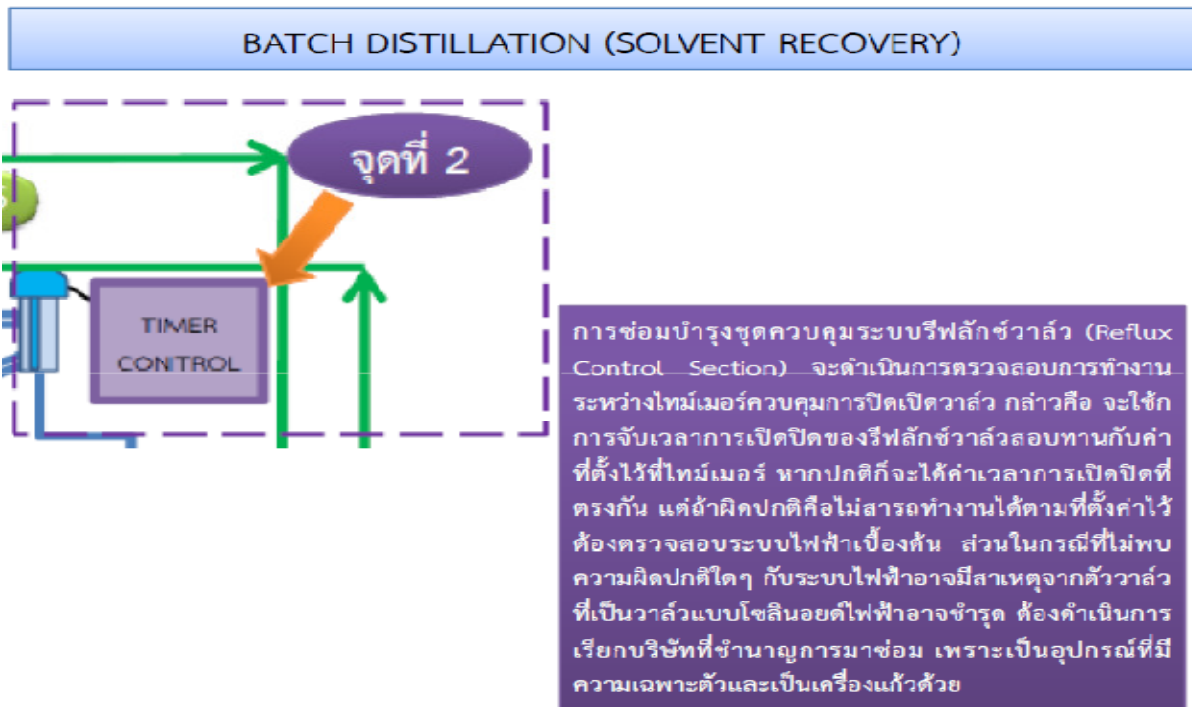 BATCH DISTILLATION (SOLVENT RECOVERY)
จุดที่ 2
S
TIMER
CONITROL
การซ่อมบำรุงชุดควบคุมระบบรีฟลักซ์วาล์ว (Reflux
Control Section) จะดำเนินการตรวจสอบการทำงาน
ระหว่างไทม์เมอร์ควบคุมการปิดเปิดวาล์ว กล่าวคือ จะใช้ก
การจับเวลาการเปิดปิดของรีฟลักซ์วาล์วสอบทานกับค่า
ที่ตั้งไว้ที่ไทม์เมอร์ หากปกติก็จะได้ค่าเวลาการเปิดปิดที่
ตรงกัน แต่ถ้าผิดปกติคือไม่สารถทำงานได้ตามที่ตั้งค่าไว้
ต้องตรวจสอบระบบไฟฟ้าเบื้องต้น ส่วนในกรณีที่ไม่พบ
ความผิดปกติใดๆ กับระบบไฟฟ้าอาจมีสาเหตุจากตัววาล์ว
ที่เป็นวาล์วแบบโซลินอยด์ไฟฟ้าอาจชำรุด ต้องดำเนินการ
เรียกบริษัทที่ชำนาญการมาซ่อม เพราะเป็นอุปกรณ์ที่มี
ความเฉพาะตัวและเป็นเครื่องแก้วด้วย